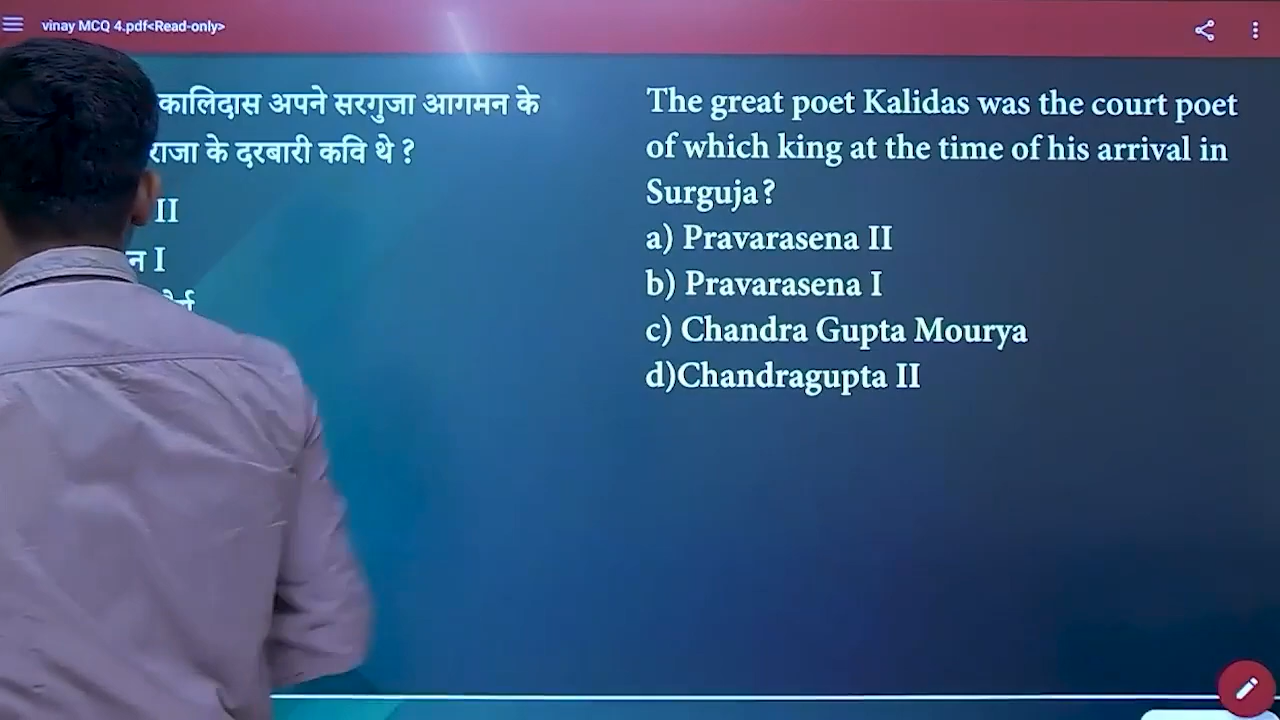 vinay MCQ 4.pdf<Read-only>
कालिदास अपने सरगुजा आगमन के
राजा के दरबारी कवि थे ?
II
न I
The great poet Kalidas was the court poet
of which king at the time of his arrival in
Surguja?
a) Pravarasena II
b) Pravarasena I
c) Chandra Gupta Mourya
d)Chandragupta II